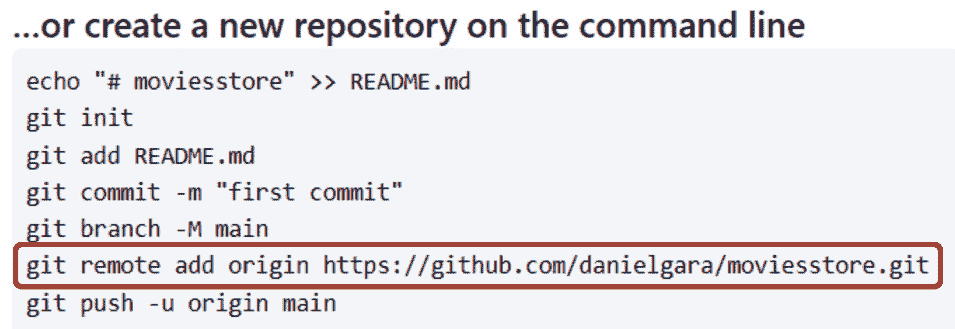 ...or create a new repository on the command line
echo "# moviesstore" >> README.md
git init
git add README.md
git commit -m "first commit"
git branch -M main
git remote add origin https://github.com/danielgara/moviesstore.git
git push -u origin main